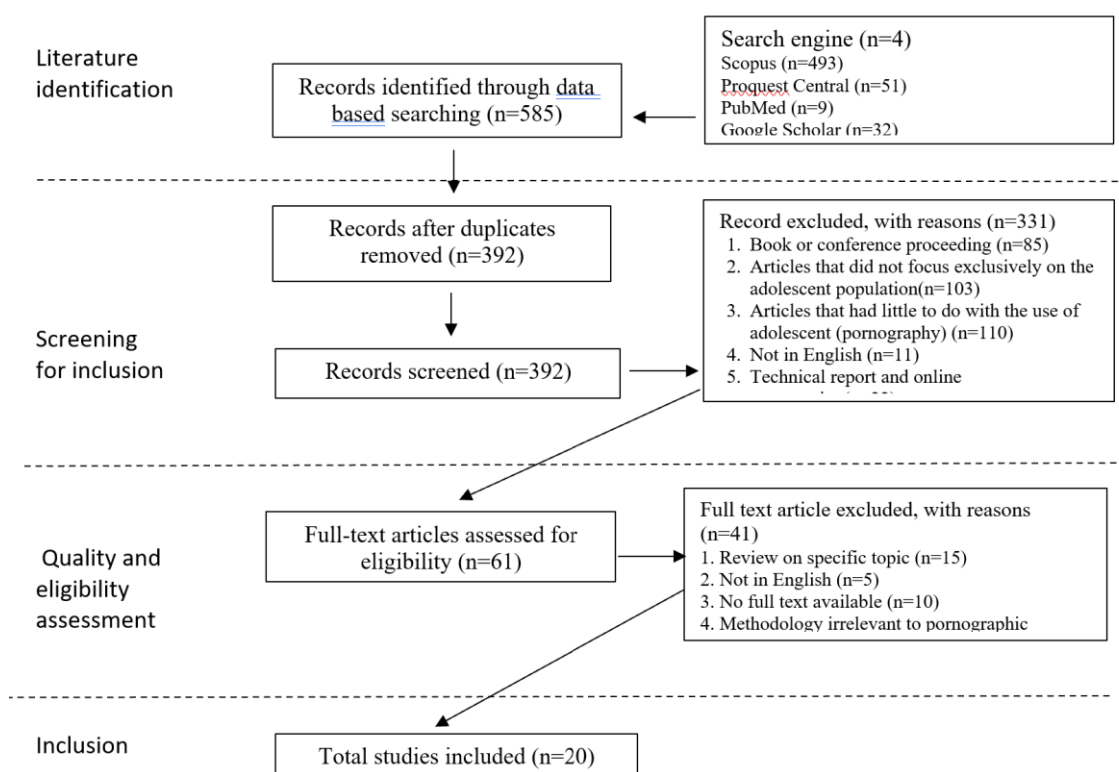 Literature
identification
Records identified through data
based searching (n=585)
Search engine (n=4)
Scopus (n=493)
Proquest Central (n=51)
PubMed (n=9)
Google Scholar (n=32)
Records after duplicates
removed (n=392)
Record excluded, with reasons (n=331)
1. Book or conference proceeding (n=85)
2. Articles that did not focus exclusively on the
adolescent population(n=103)
3. Articles that had little to do with the use of
adolescent (pornography) (n=110)
4. Not in English (n=11)
5. Technical report and online
Screening
for inclusion
Records screened (n=392)
Quality and
eligibility
assessment
Full-text articles assessed for
eligibility (n=61)
Full text article excluded, with reasons
(n=41)
1. Review on specific topic (n=15)
2. Not in English (n=5)
3. No full text available (n=10)
4. Methodology irrelevant to pornographic
Inclusion
Total studies included (n=20)